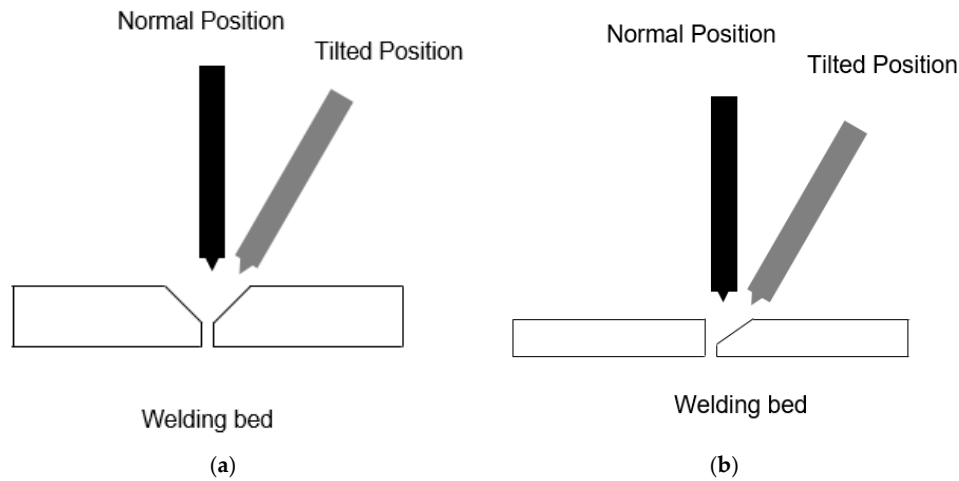 Normal Position
Tilted Position
Welding bed
(a)
Normal Position
Tilted Position
Welding bed
(b)